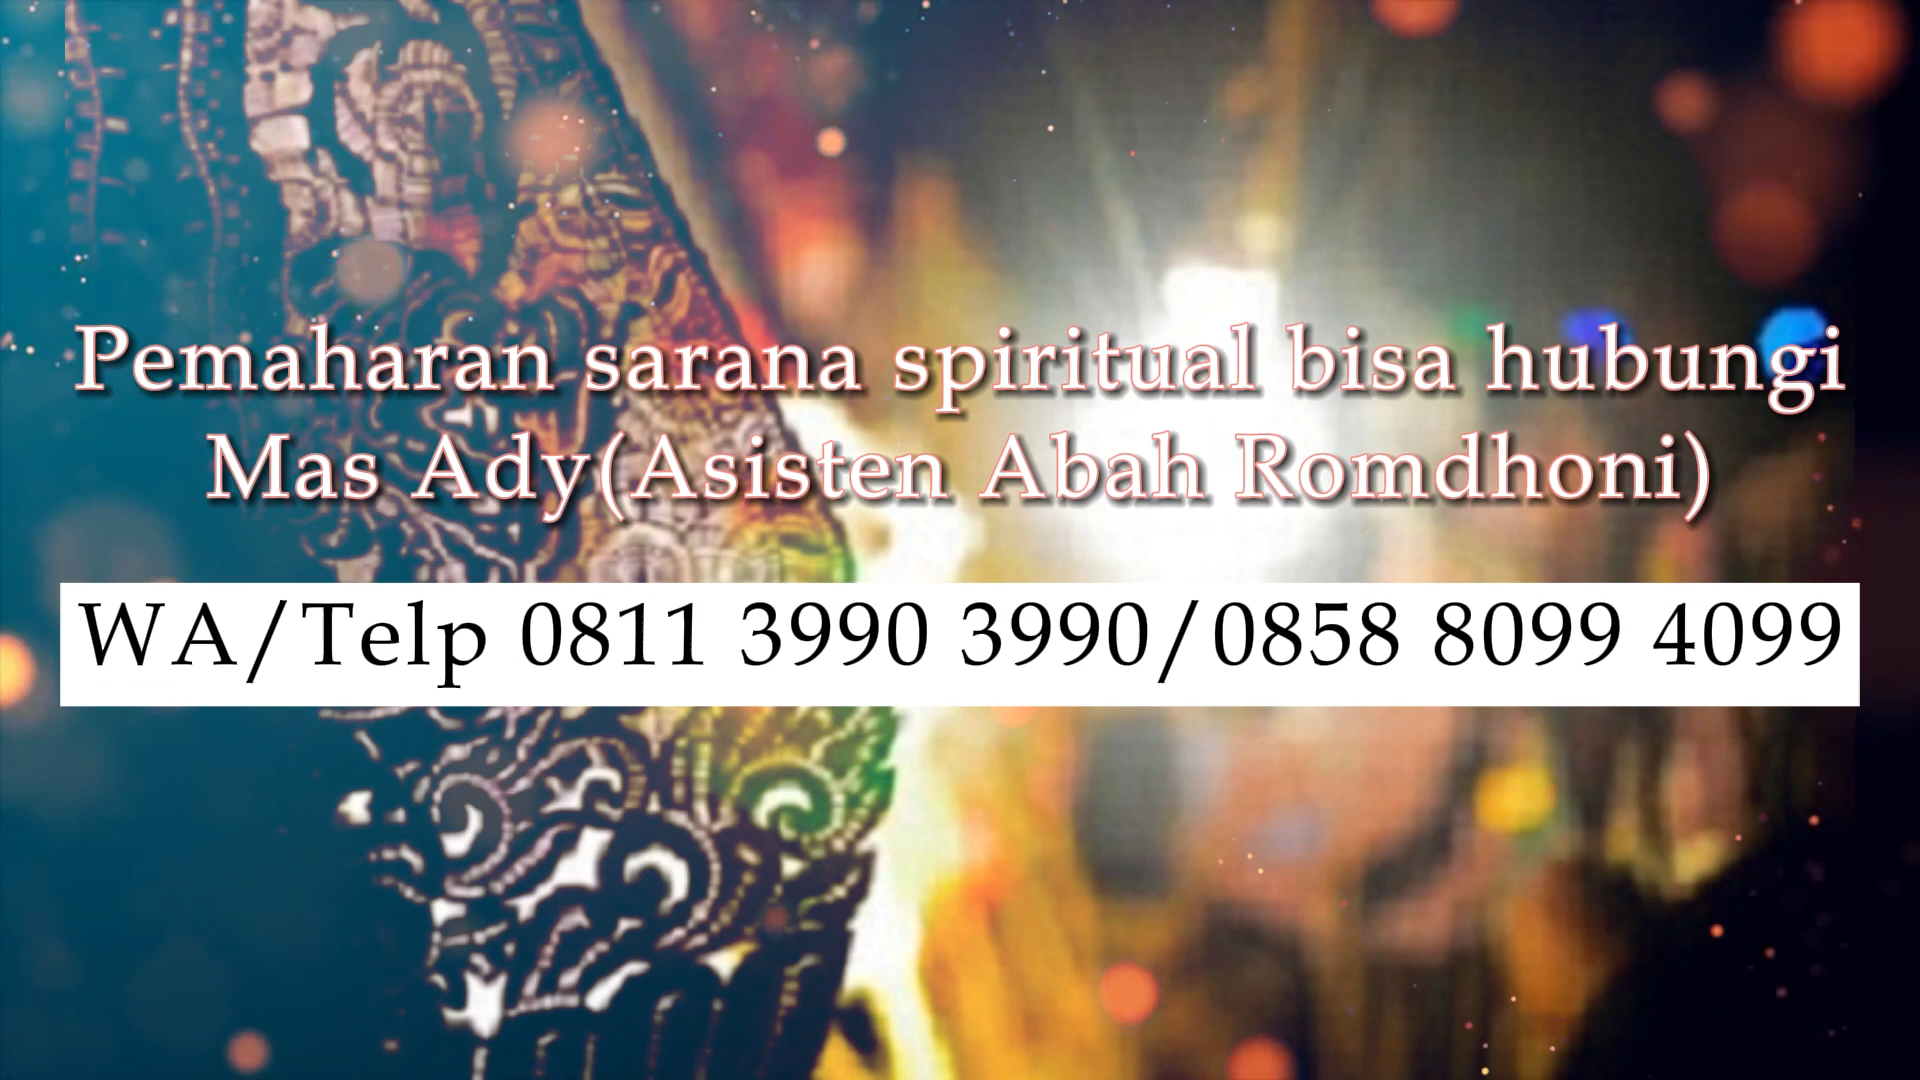 Pemaharan sarana spiritual bisa hubungi
Mas Ady(Asisten Abah Romdhoni)
WA/Telp 0811 3990 3990/0858 8099 4099